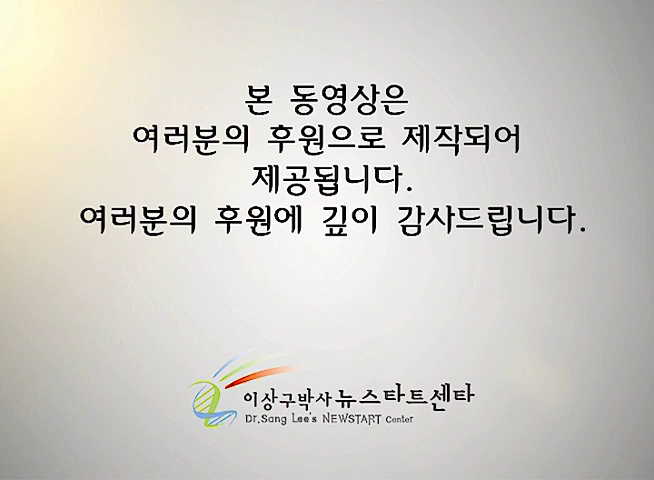 본 동영상은
여러분의 후원으로 제작되어
제공됩니다.
여러분의 후원에 깊이 감사드립니다.
이상구박사 뉴스타트센타
Dr.Sang Lee's NEWSTART Center